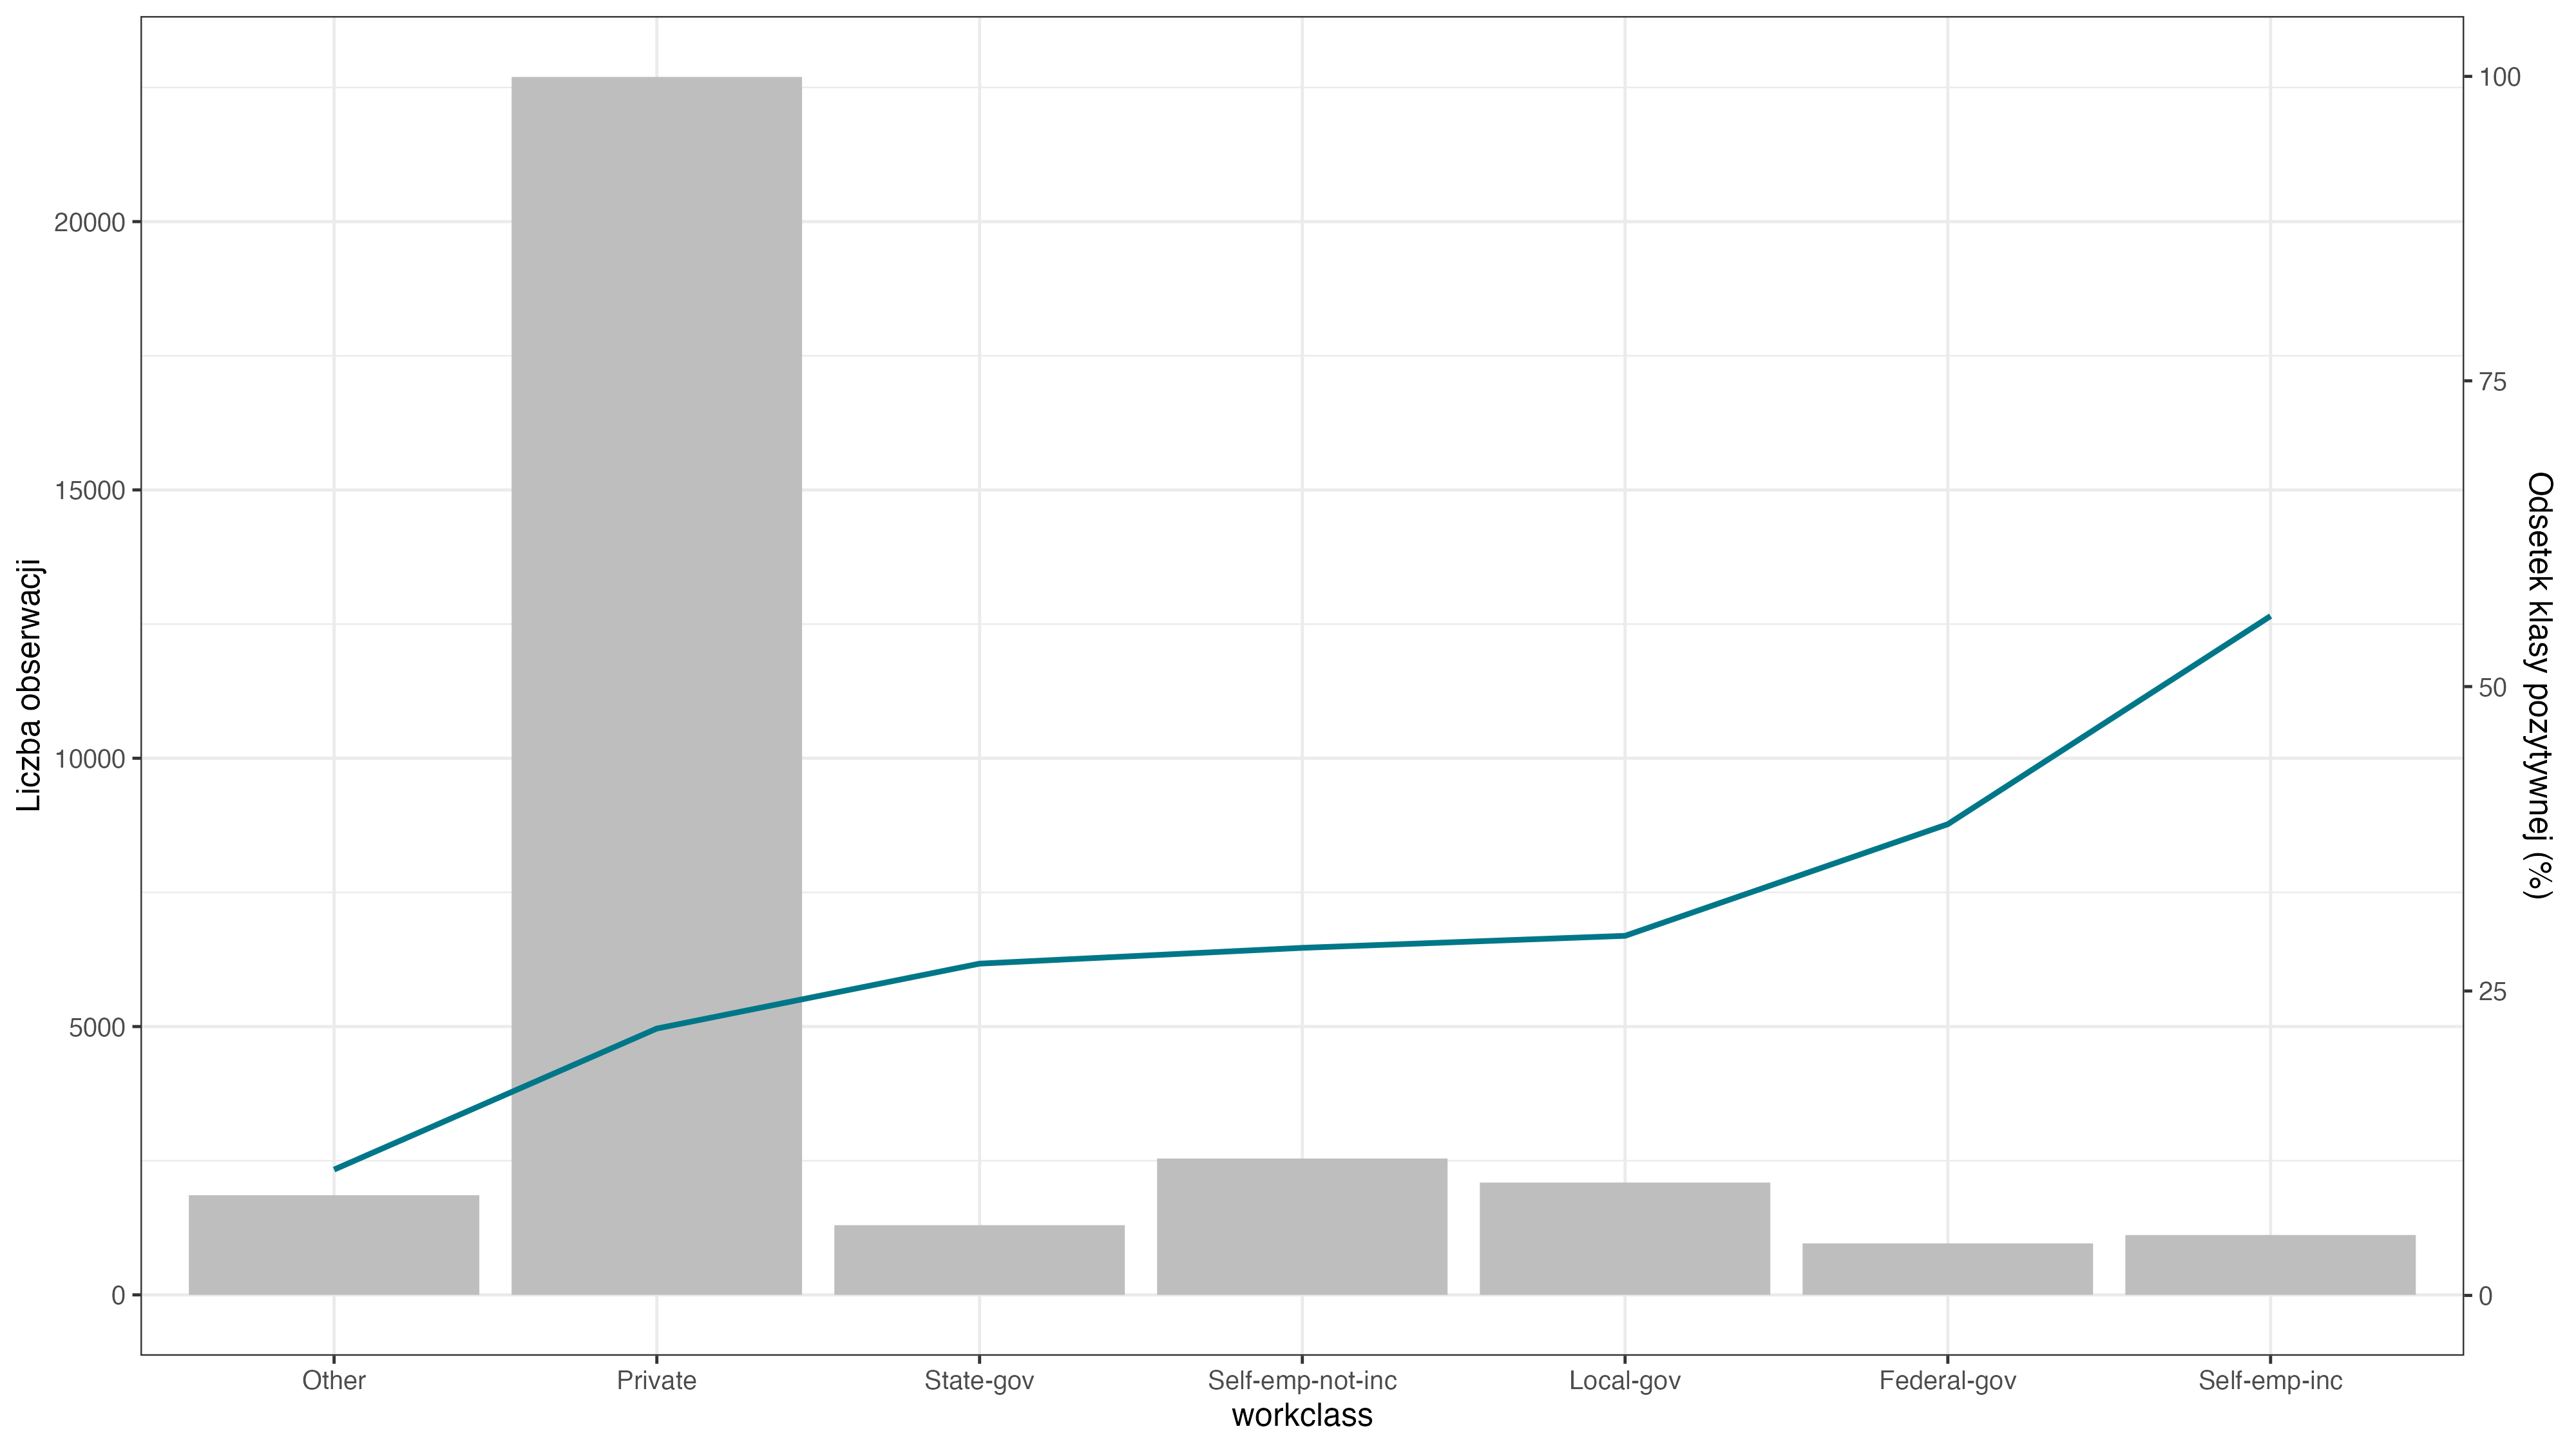 Liczba obserwacji
20000
15000
10000
5000
0
100
75
50
25
0
Odsetek klasy pozytywnej (%)
Other
Private
State-gov
Self-emp-not-inc
Local-gov
Federal-gov
Self-emp-inc
workclass